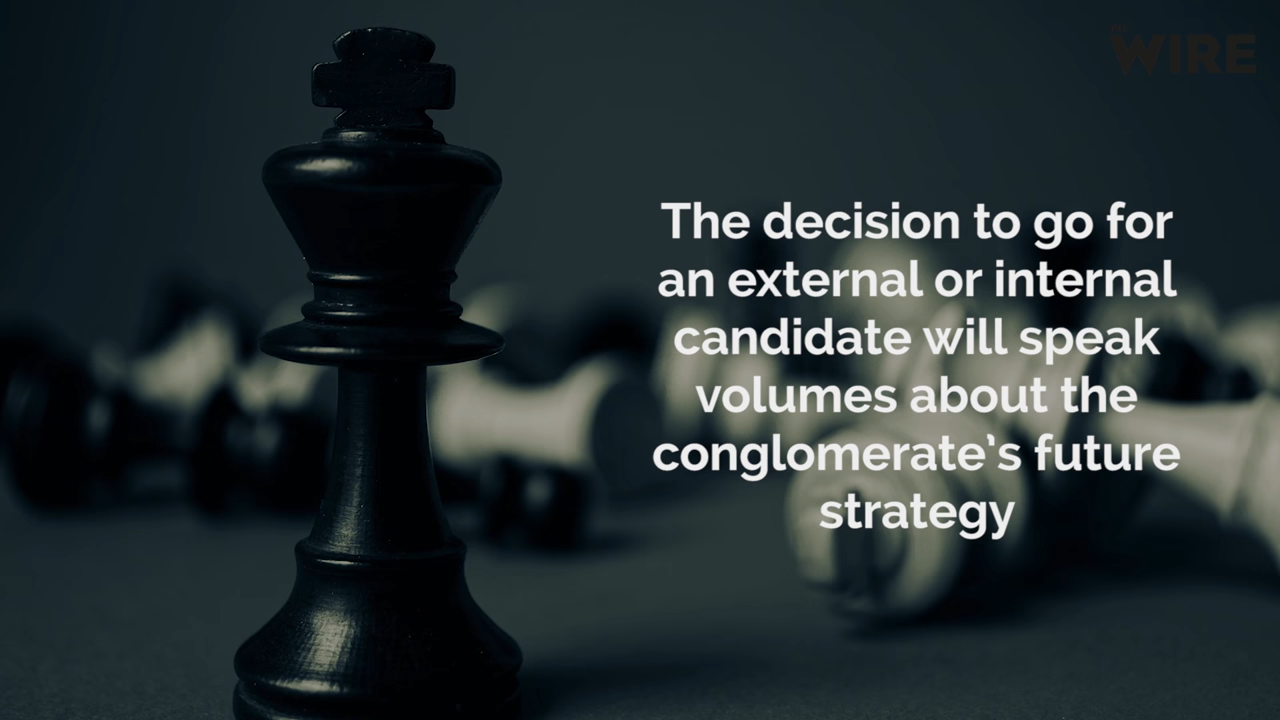 THE
WIRE
The decision to go for
an external or internal
candidate will speak
volumes about the
conglomerate’s future
strategy